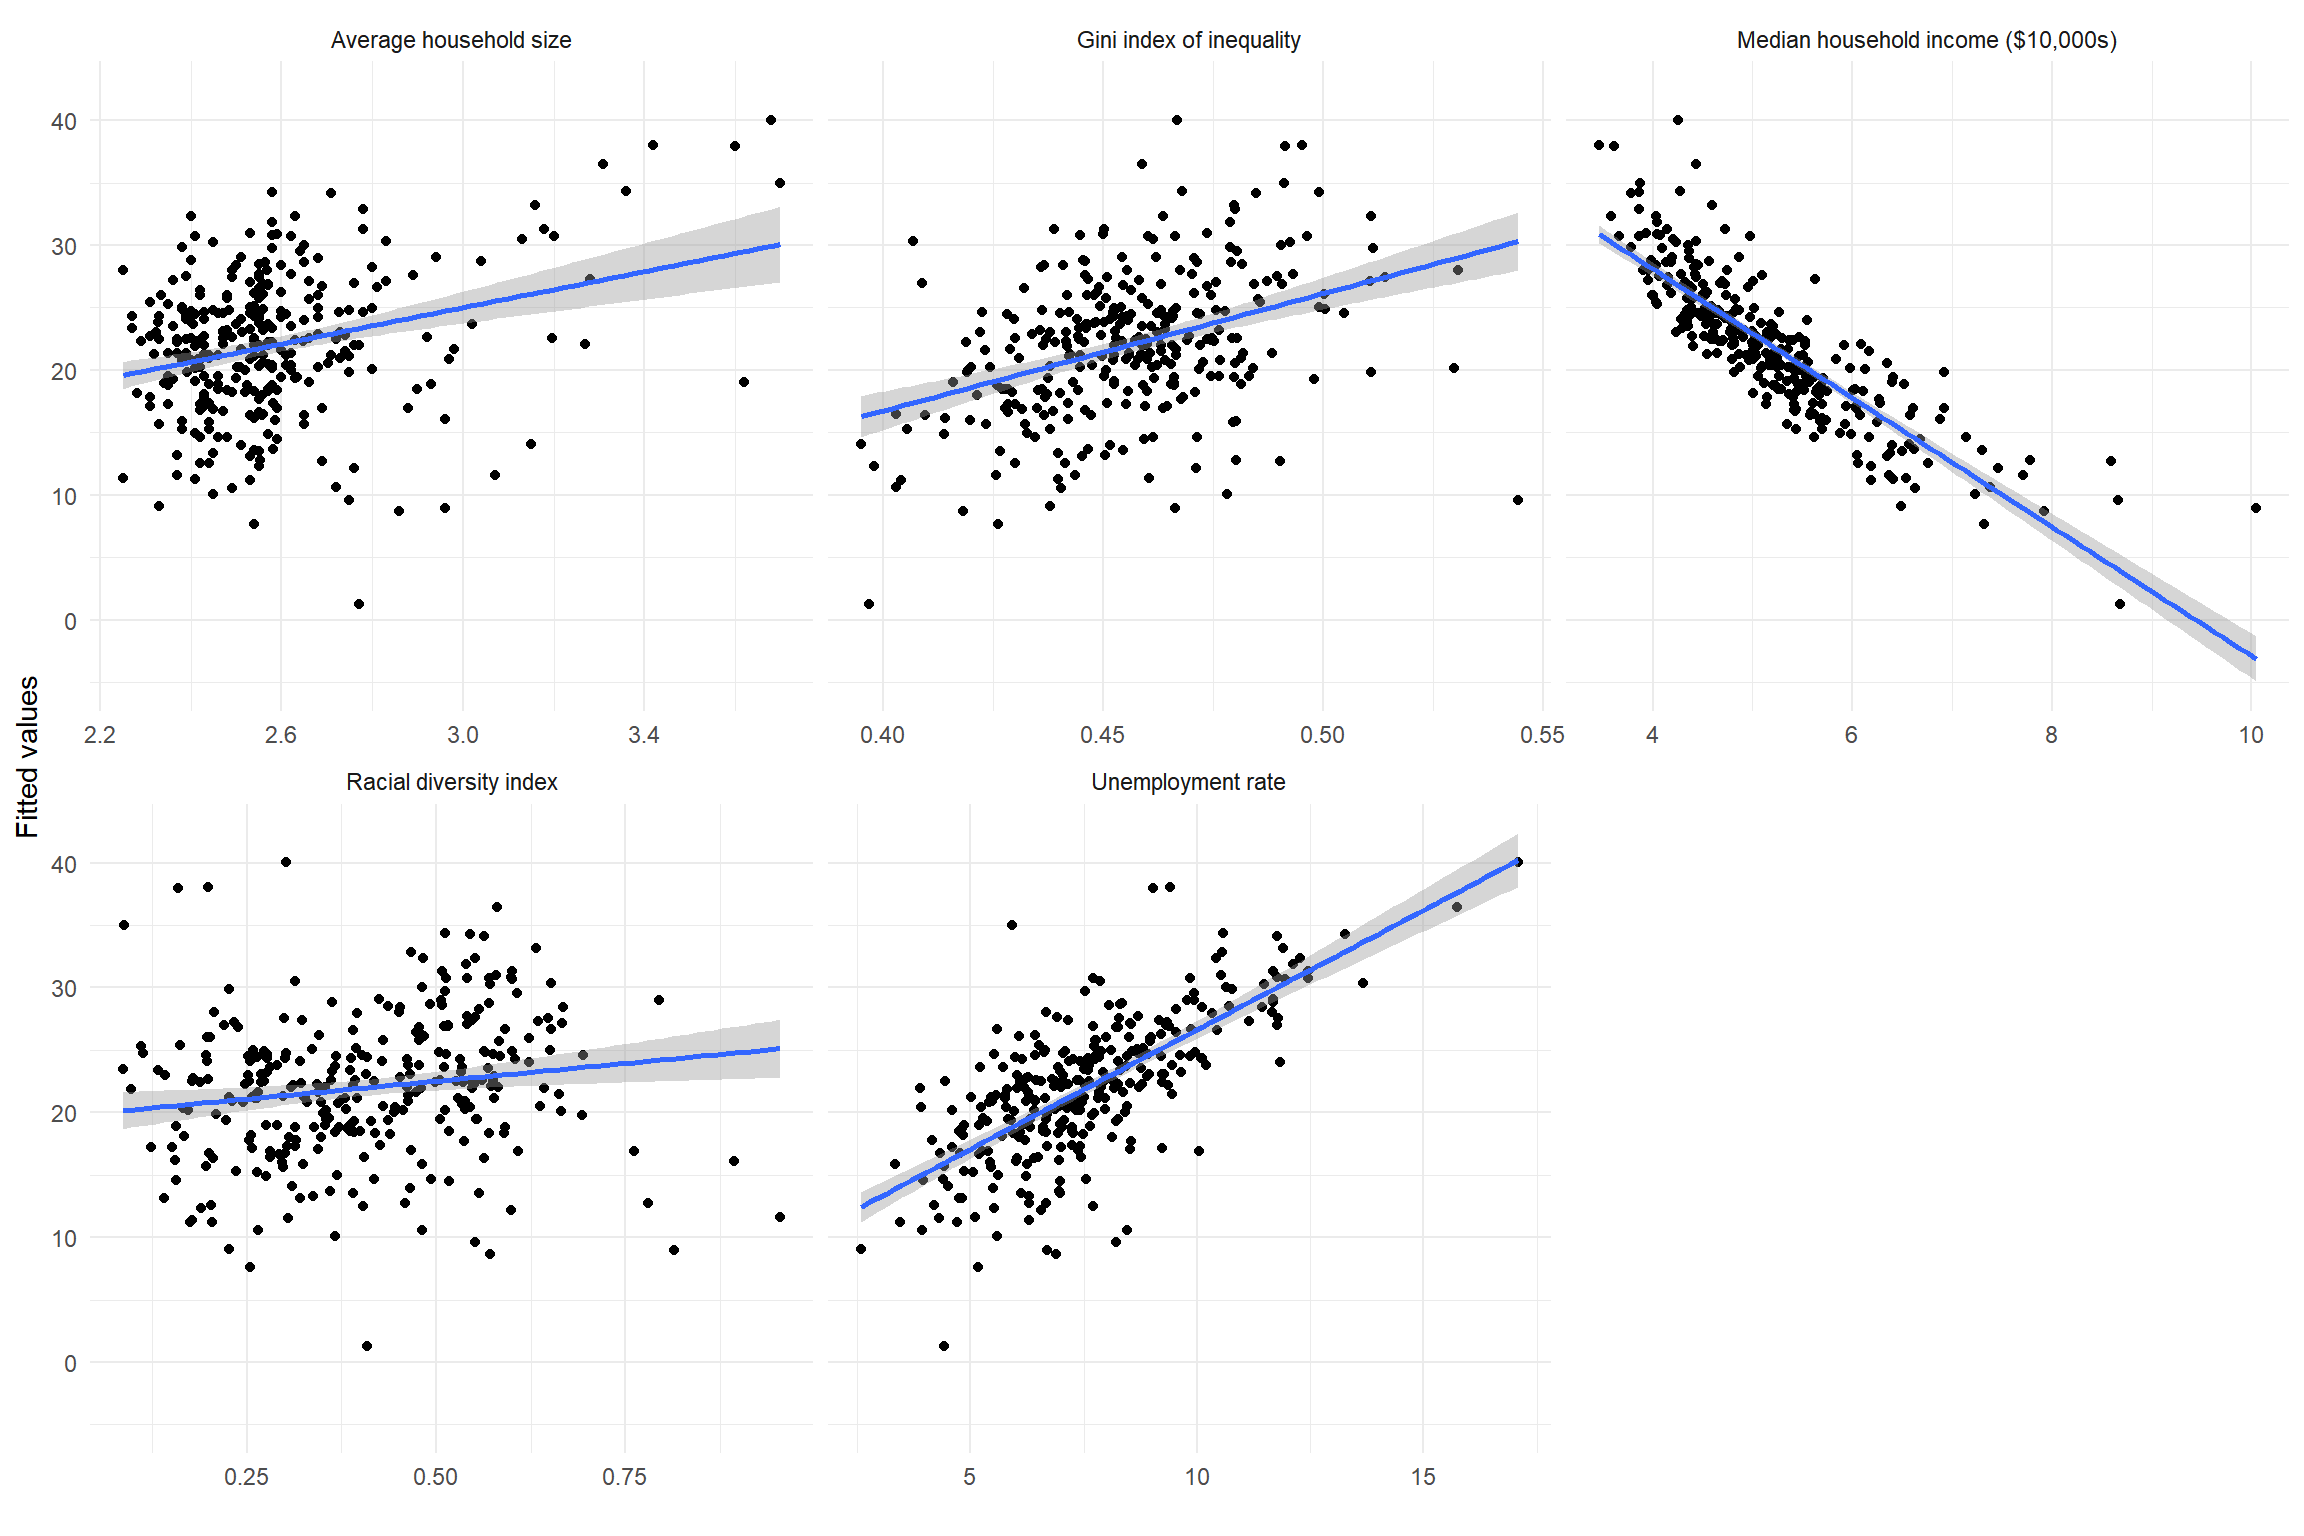 Average household size
Gini index of inequality
Median household income ($10,000s)
40
30
20
10
0
2.2 2.6 3.0 3.4
0.40 0.45 0.50 0.55
4 6 8 10
Fitted values
Racial diversity index
Unemployment rate
40
30
20
10
0
0.25 0.50 0.75
5 10 15